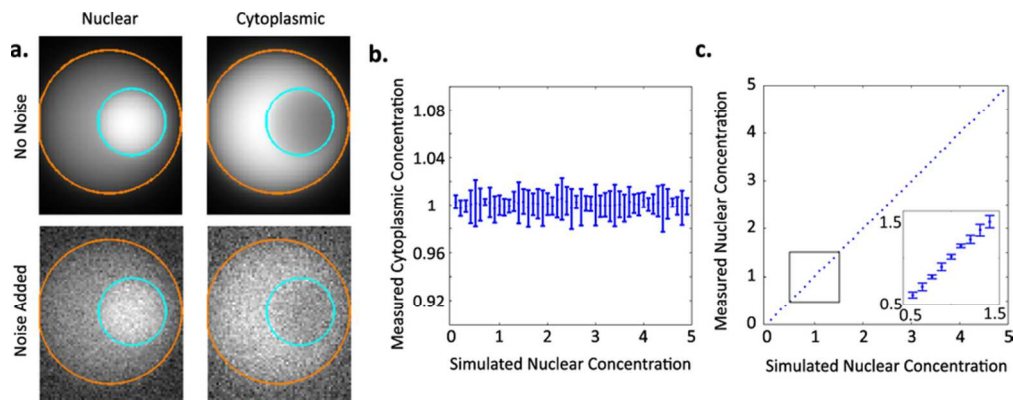 Nuclear
Cytoplasmic
a.
No Noise
Noise Added
b.
Measured Cytoplasmic Concentration
1.08
1.04
1
0.96
0.92
0 1 2 3 4 5
Simulated Nuclear Concentration
c.
Measured Nuclear Concentration
5
4
3
2
1
0
1.5
0.5
0.5 1.5
0 1 2 3 4 5
Simulated Nuclear Concentration